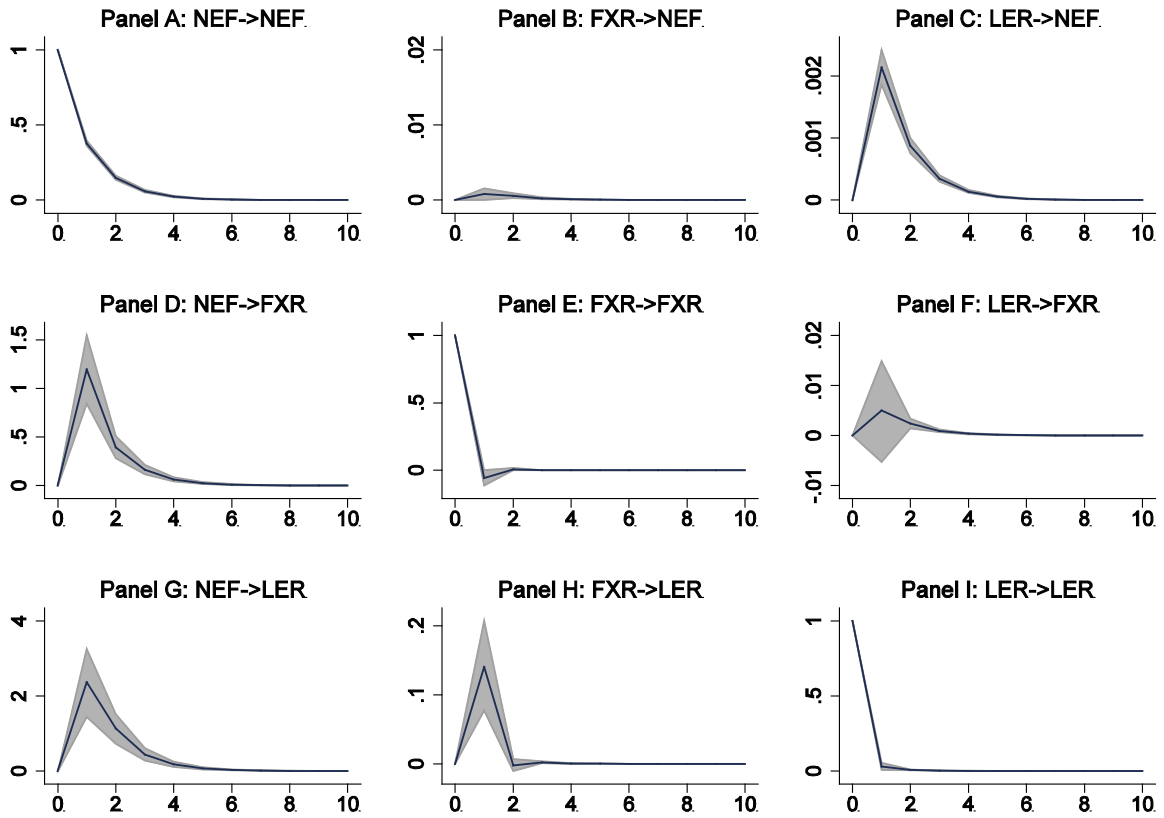 Panel A: NEF->NEF
1
.5
0
0 2 4 6 8 10
Panel B: FXR->NEF
.02
.01
0
0 2 4 6 8 10
Panel C: LER->NEF
.002
.001
0
0 2 4 6 8 10
Panel D: NEF->FXR
1.5
1
.5
0
0 2 4 6 8 10
Panel E: FXR->FXR
1
.5
0
0 2 4 6 8 10
Panel F: LER->FXR
.02
.01
0
-.01
0 2 4 6 8 10
Panel G: NEF->LER
4
2
0
0 2 4 6 8 10
Panel H: FXR->LER
.2
.1
0
0 2 4 6 8 10
Panel I: LER->LER
1
.5
0
0 2 4 6 8 10